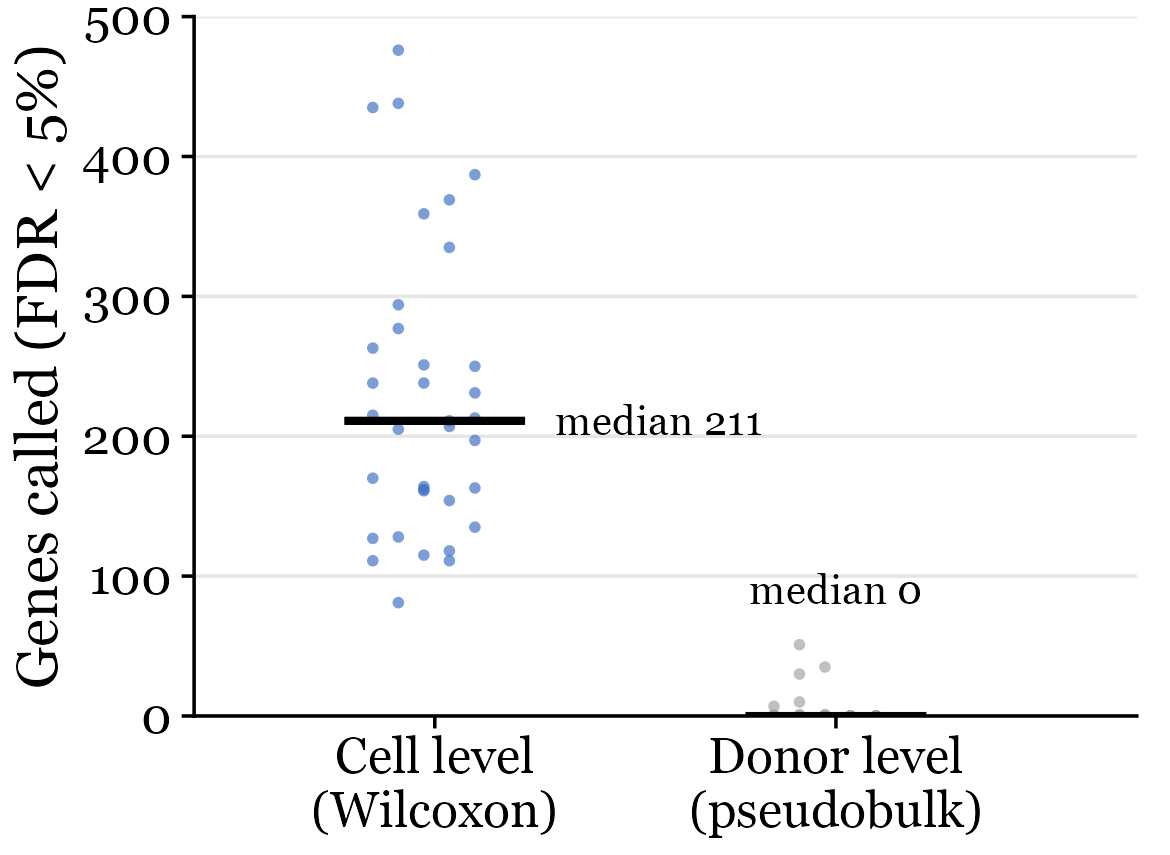 Genes called (FDR < 5%)
500
400
300
200
100
0
median 211
median 0
Cell level
(Wilcoxon)
Donor level
(pseudobulk)